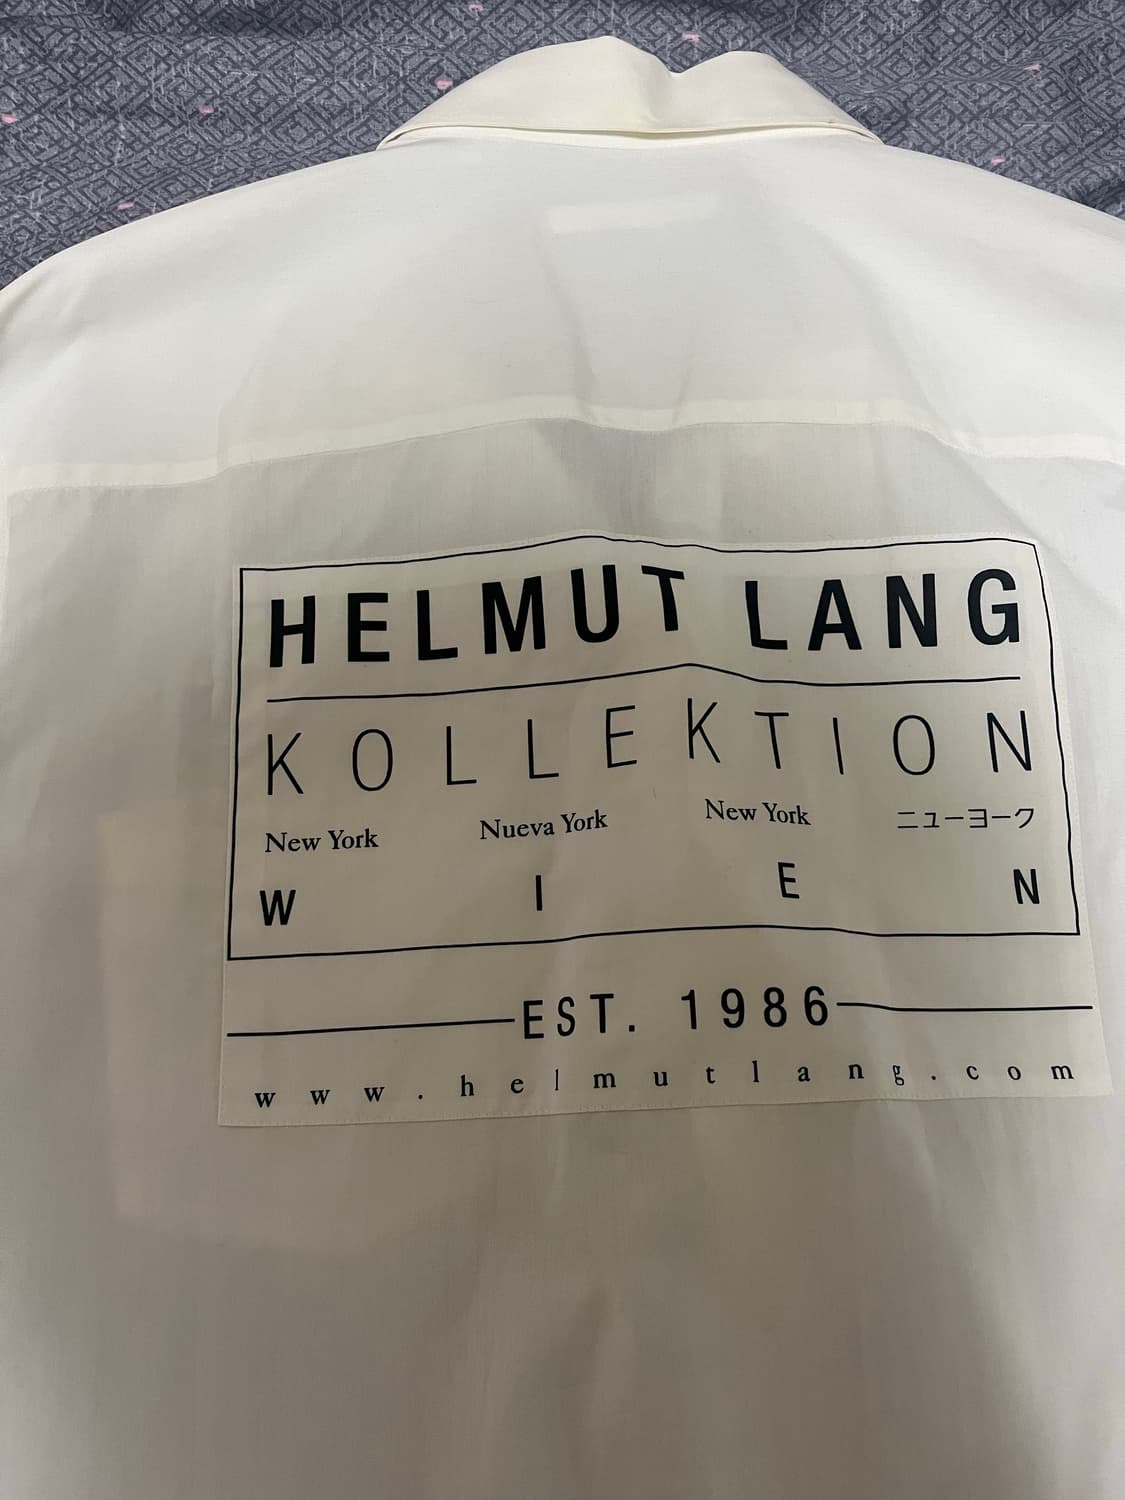 HELMUT LANG
KOLLEKTION
New York Nueva York New York ニューヨーク
W I E N
EST. 1986
www.helmutlang.com